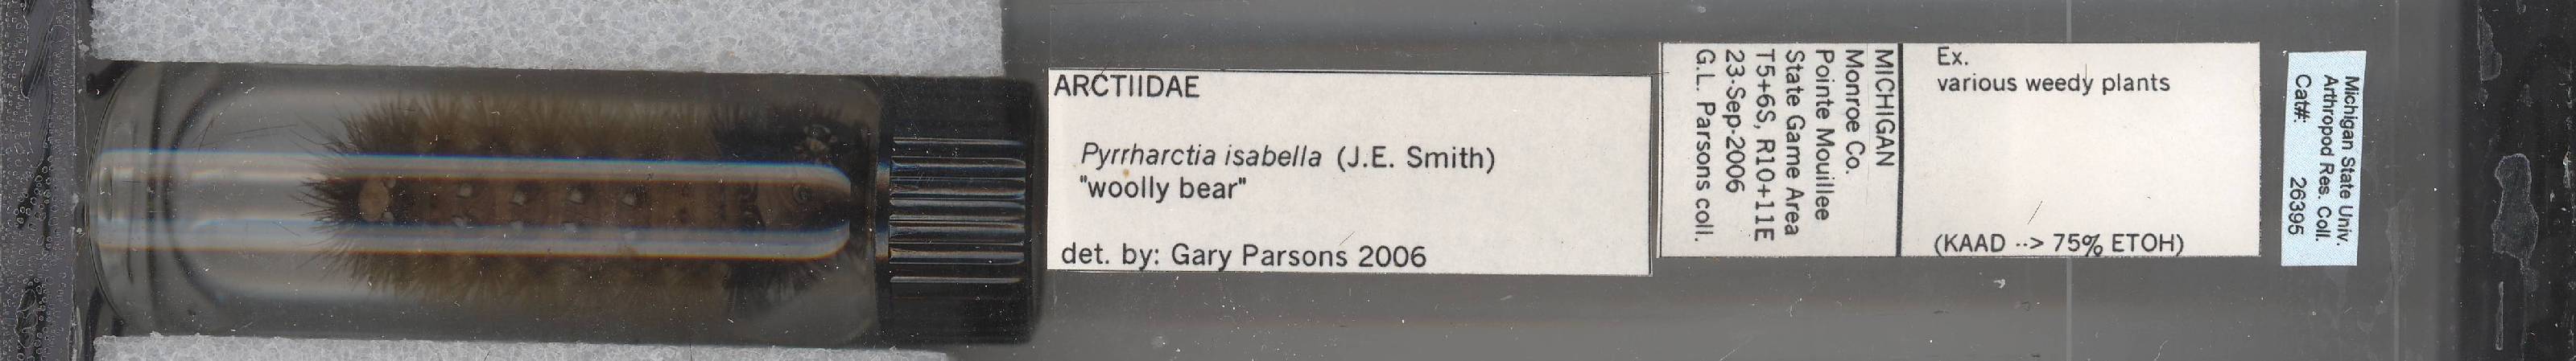 ARCTIIDAE
Pyrrharctia isabella (J.E. Smith)
"woolly bear"
det. by: Gary Parsons 2006
MICHIGAN
Monroe Co.
Pointe Mouillee
State Game Area
T5+6S, R10+11E
23-Sep-2006
G.L. Parsons coll.
Ex.
various weedy plants
(KAAD --> 75% ETOH)
Michigan State Univ.
Arthropod Res. Coll.
Cat#: 26395